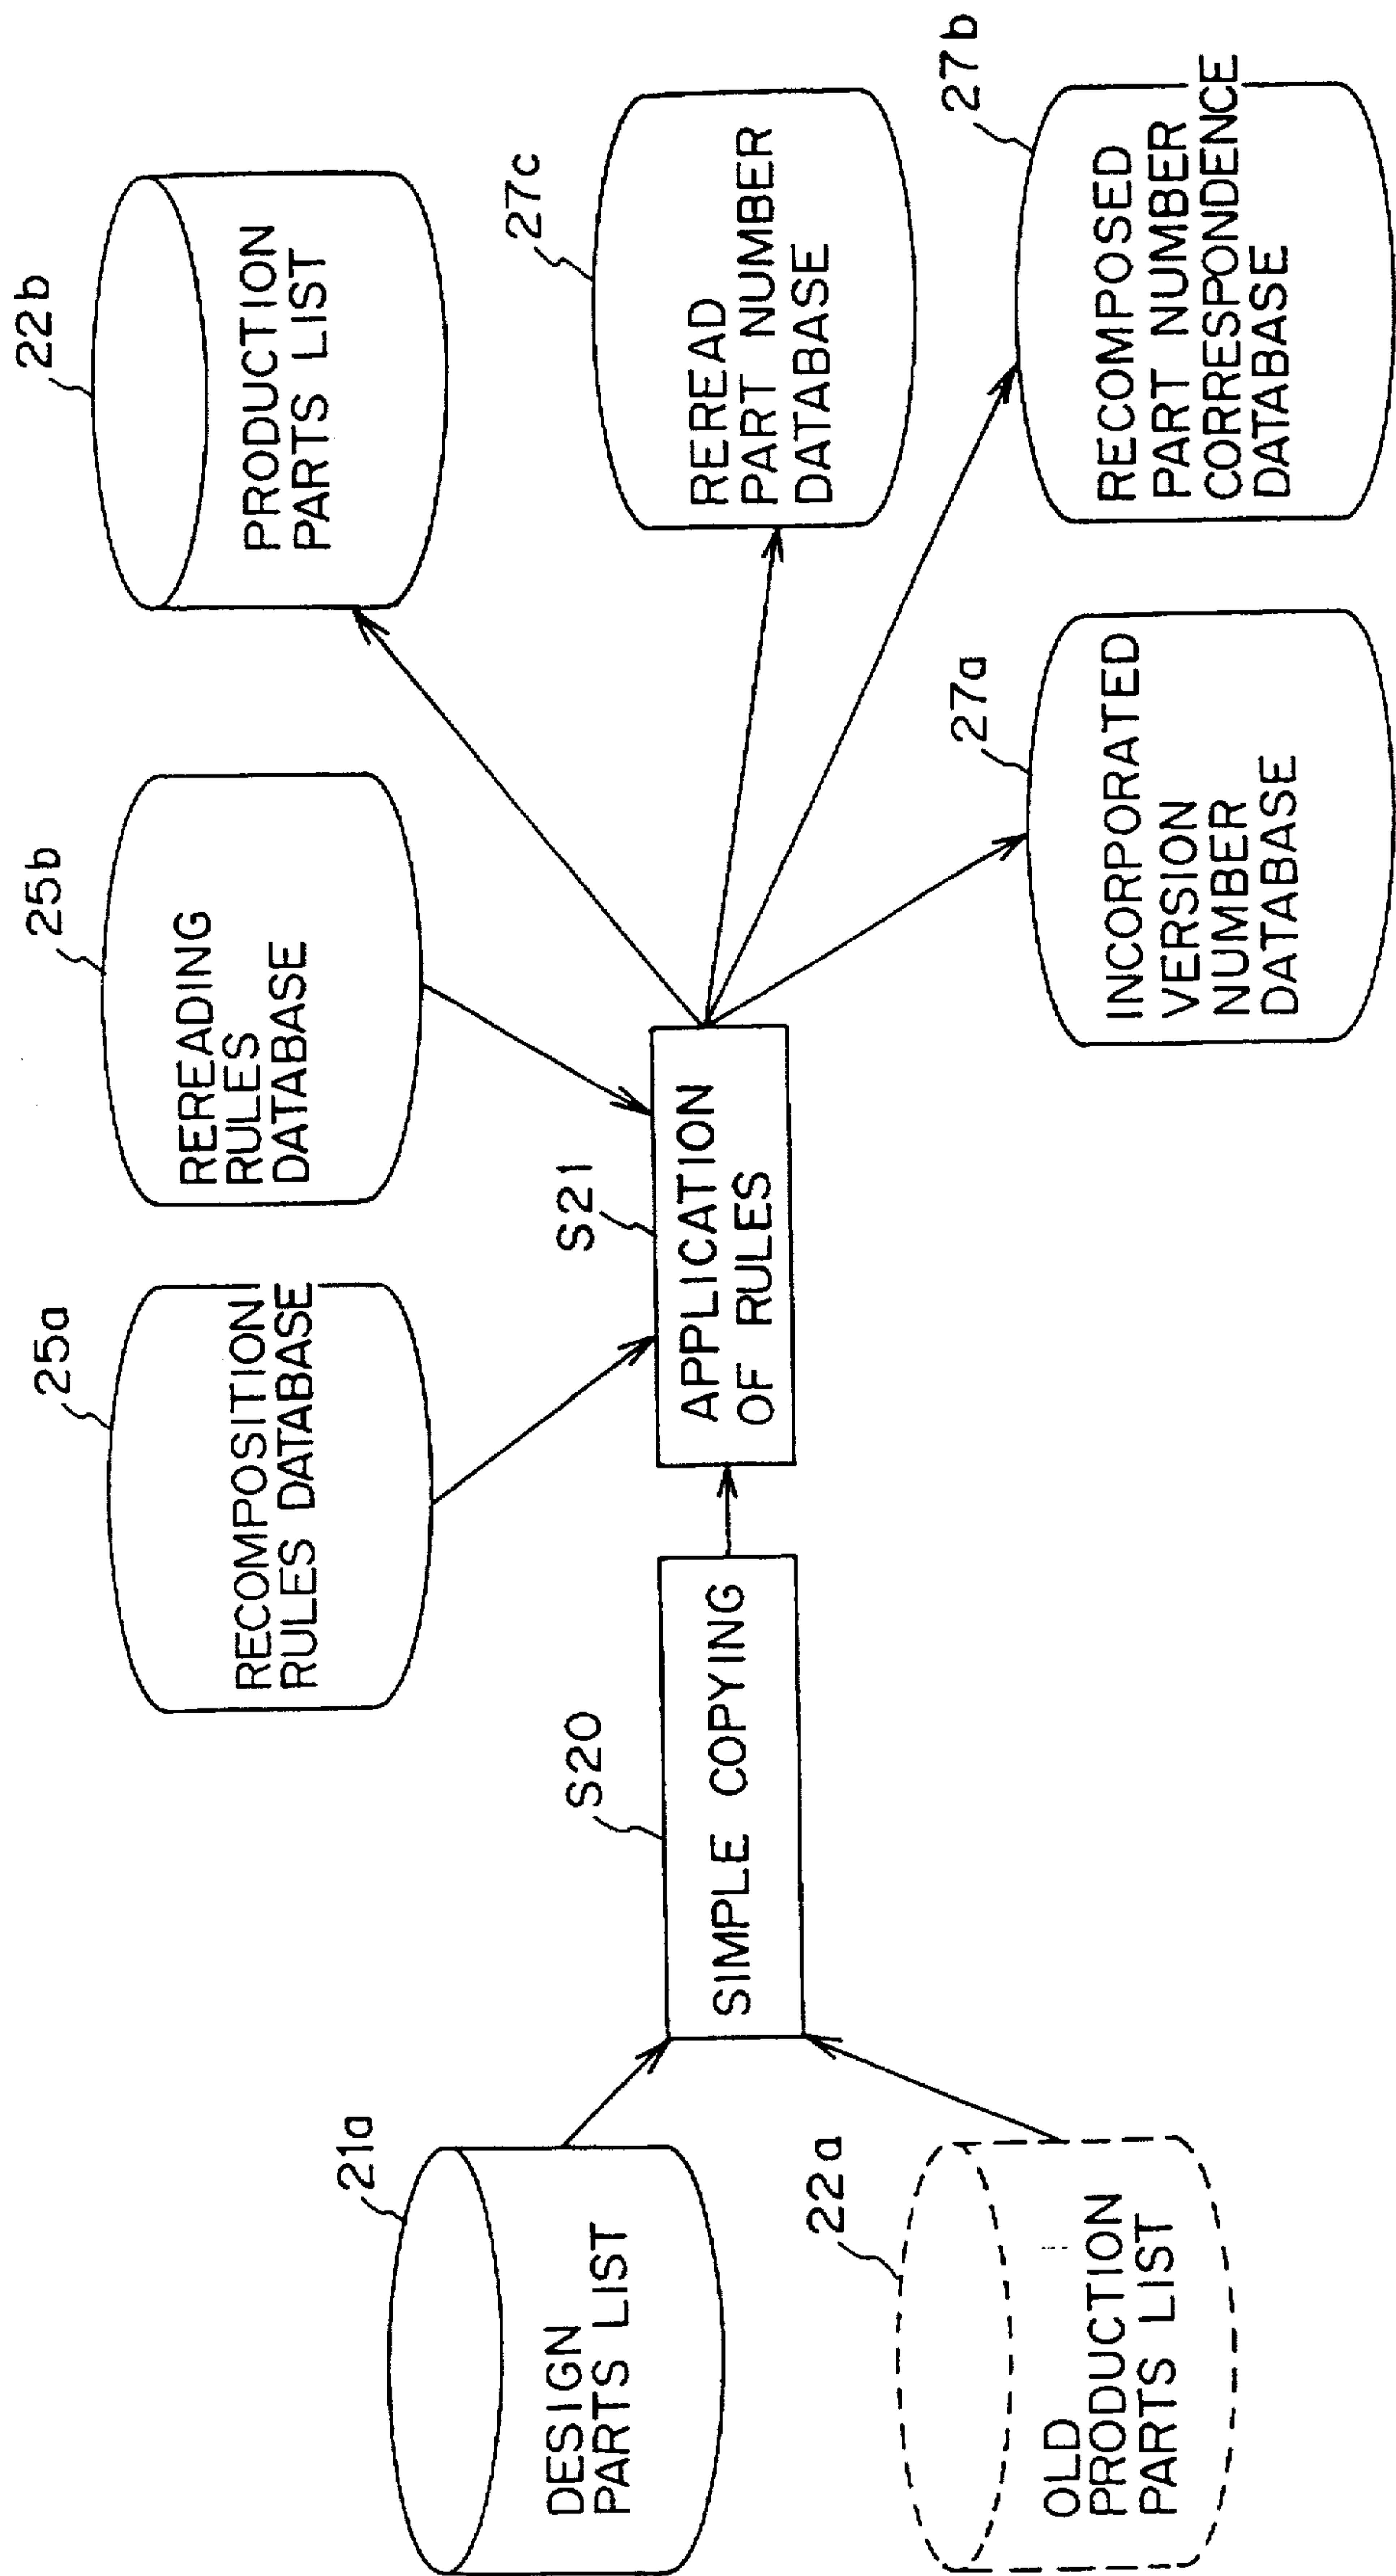 21a
DESIGN
PARTS LIST
22a
OLD
PRODUCTION
PARTS LIST
S20
SIMPLE COPYING
25a
RECOMPOSITION
RULES DATABASE
25b
REREADING
RULES
DATABASE
S21
APPLICATION
OF RULES
22b
PRODUCTION
PARTS LIST
27c
REREAD
PART NUMBER
DATABASE
27a
INCORPORATED
VERSION
NUMBER
DATABASE
27b
RECOMPOSED
PART NUMBER
CORRESPONDENCE
DATABASE